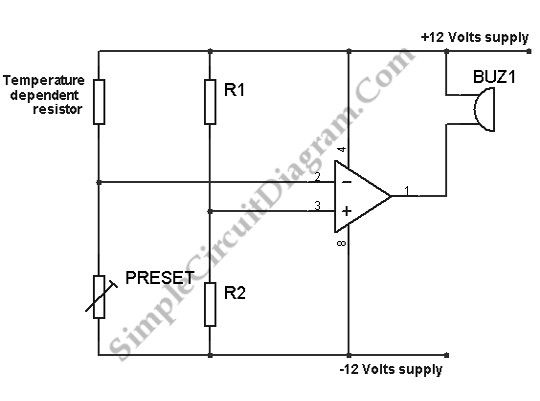 +12 Volts supply
Temperature
dependent
resistor
R1
BUZ1
4
2
-
1
3
+
8
PRESET
R2
-12 Volts supply
SimpleCircuitDiagram.Com